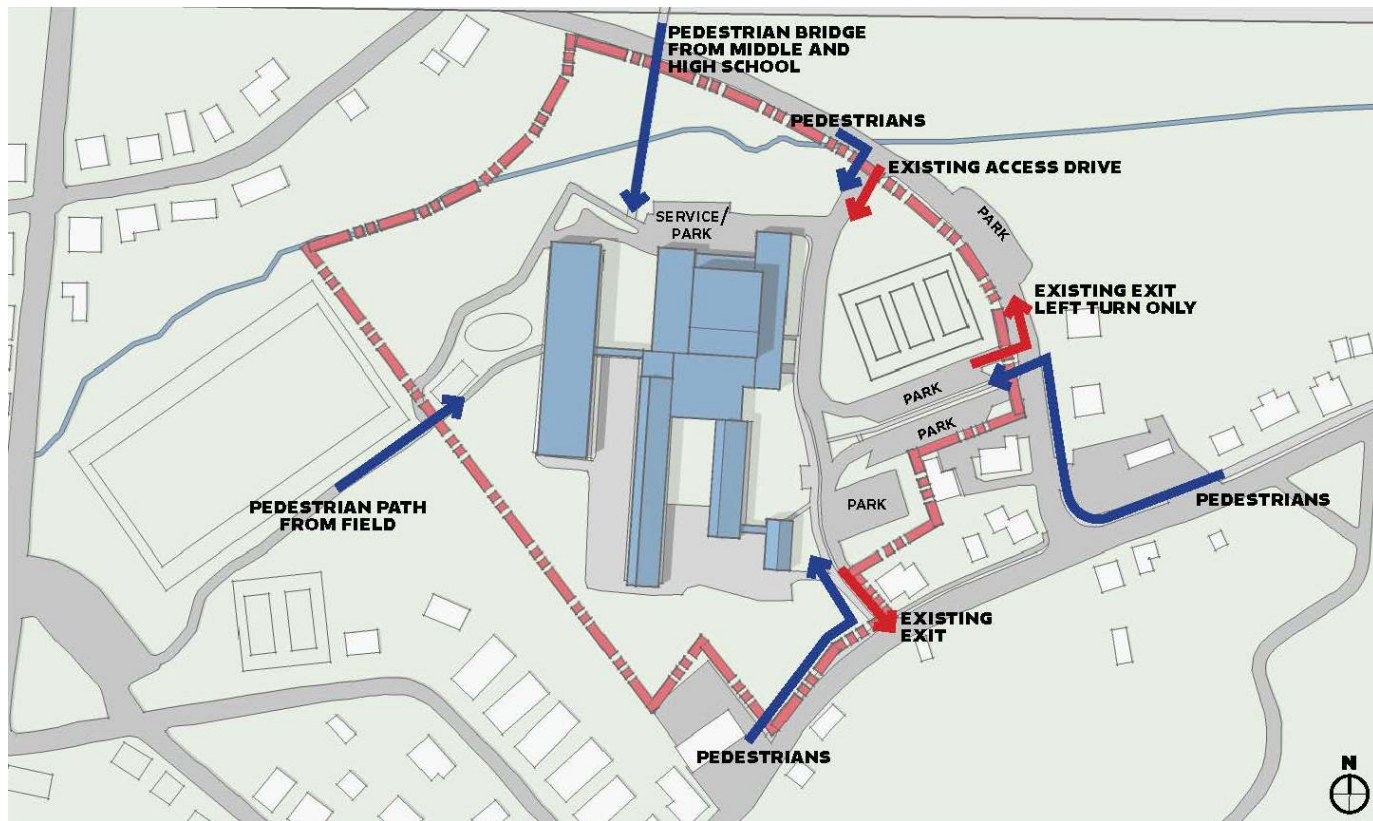 PEDESTRIAN BRIDGE
FROM MIDDLE AND
HIGH SCHOOL
PEDESTRIANS
EXISTING ACCESS DRIVE
SERVICE/
PARK
PARK
EXISTING EXIT
LEFT TURN ONLY
PARK
PARK
PEDESTRIAN PATH
FROM FIELD
PARK
PEDESTRIANS
EXISTING
EXIT
PEDESTRIANS
N